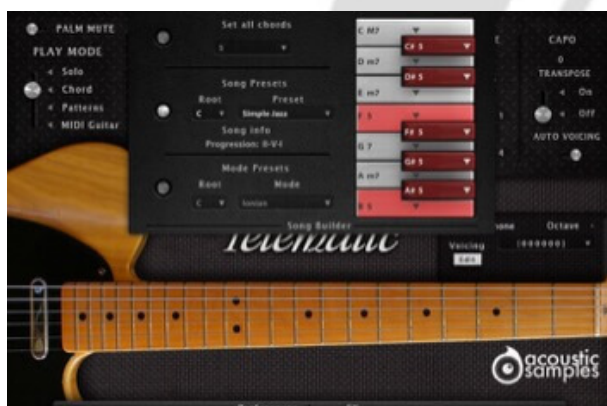 PALM MUTE
PLAY MODE
Solo
Chord
Patterns
MIDI Guitar
Set all chords
5
Song Presets
Root Preset
C Simple Jazz
Song info
Progression: II-V-I
Mode Presets
Root Mode
C Ionian
Song Builder
C M7
C# 5
D m7
D# 5
E m7
F 5
F# 5
G 7
G# 5
A m7
A# 5
B 5
CAPO
0
TRANSPOSE
On
Off
AUTO VOICING
Octave
Voicing
(000000)
Edit
Telematic
acoustic
samples